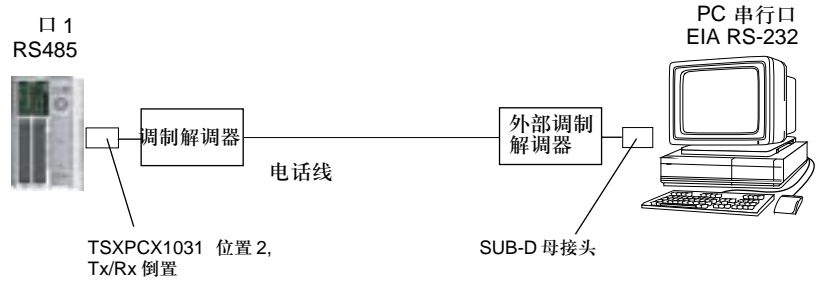 口 1
RS485
PC 串行口
EIA RS-232
调制解调器
外部调制
解调器
电话线
TSXPCX1031 位置 2,
Tx/Rx 倒置
SUB-D 母接头